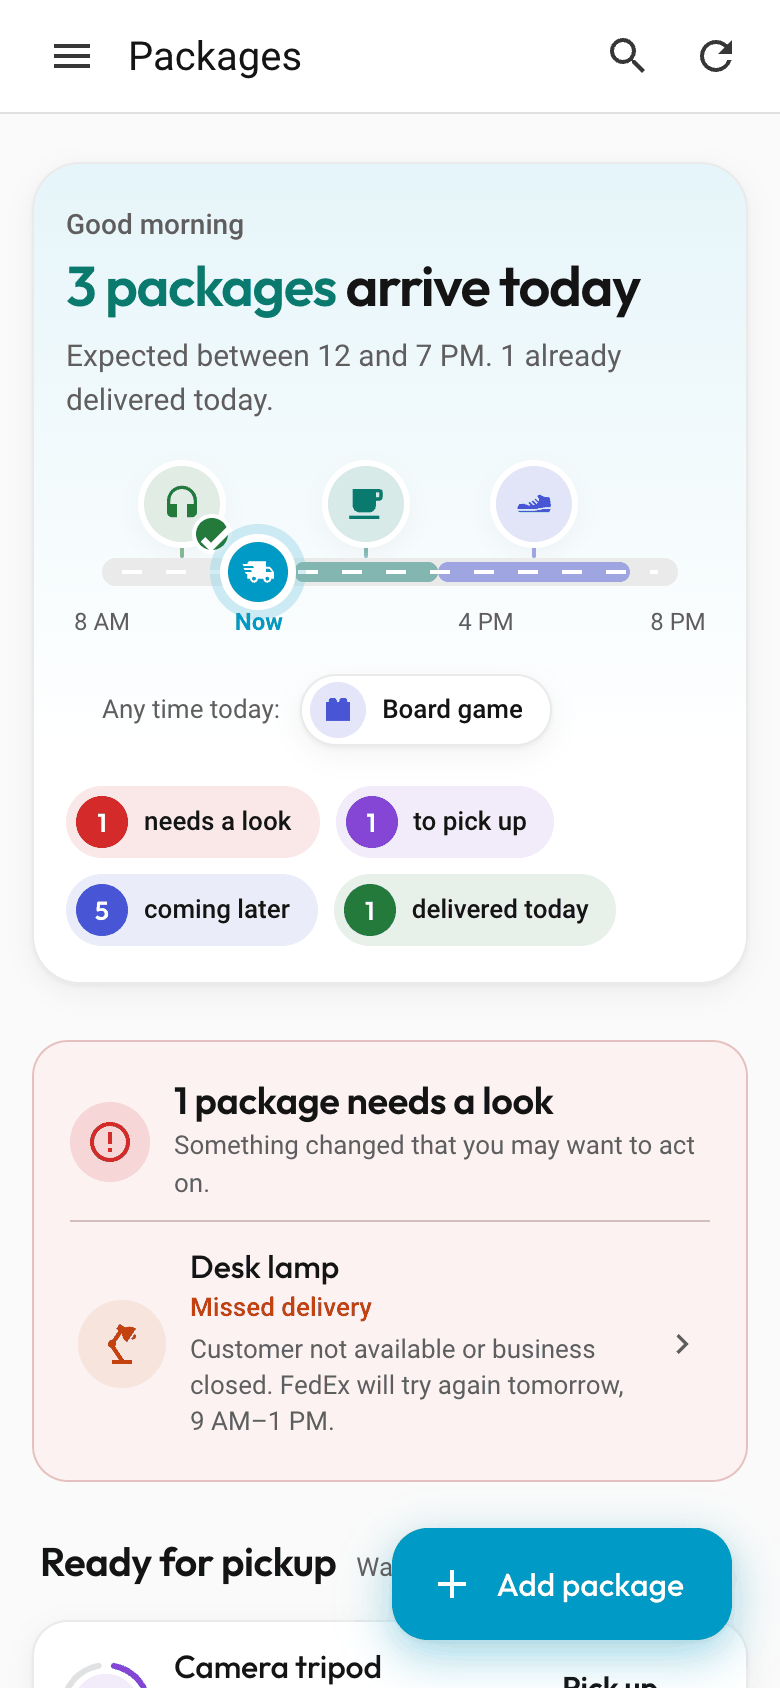 Packages
Good morning
3 packages arrive today
Expected between 12 and 7 PM. 1 already
delivered today.
8 AM
Now
4 PM
8 PM
Any time today:
Board game
1 needs a look
1 to pick up
5 coming later
1 delivered today
1 package needs a look
Something changed that you may want to act
on.
Desk lamp
Missed delivery
Customer not available or business
closed. FedEx will try again tomorrow,
9 AM–1 PM.
Ready for pickup
Add package
Camera tripod
Pick up